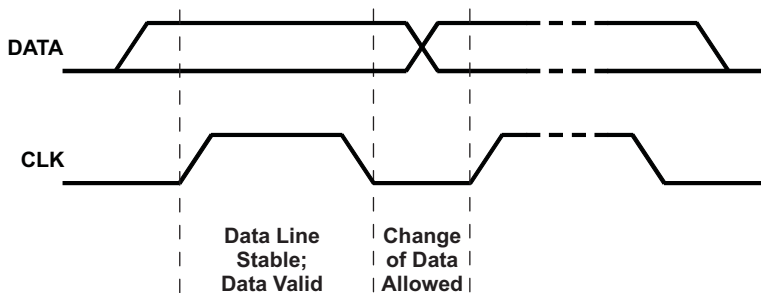 DATA
CLK
Data Line
Stable;
Data Valid
Change
of Data
Allowed